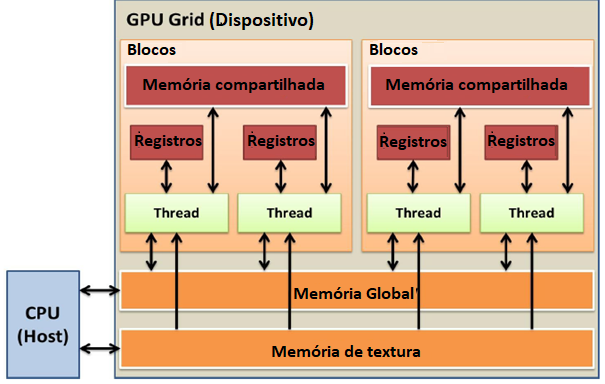 GPU Grid (Dispositivo)
Blocos
Blocos
Memória compartilhada
Memória compartilhada
Registros
Registros
Registros
Registros
Thread
Thread
Thread
Thread
CPU
(Host)
Memória Global
Memória de textura